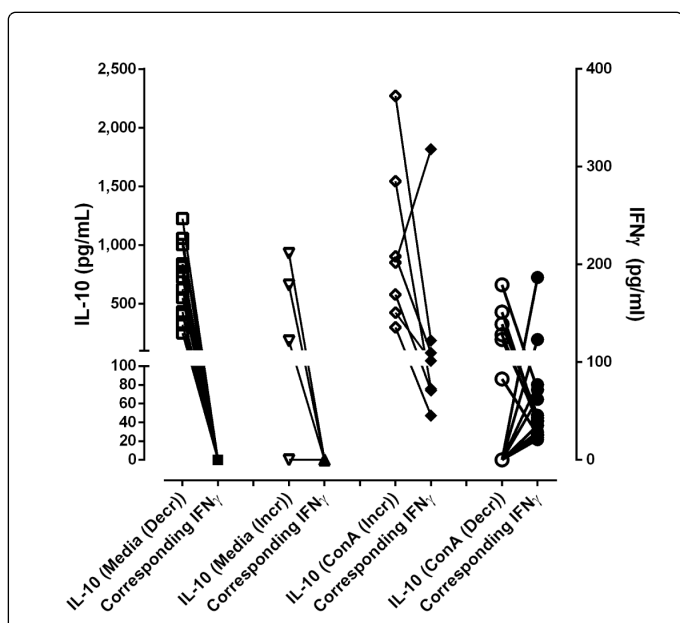 2,500
2,000
1,500
1,000
500
100
80
60
40
20
0
IL-10 (pg/mL)
400
300
200
100
0
IFNγ (pg/ml)
IL-10 (Media (Decr))
Corresponding IFNγ
IL-10 (Media (Incr))
Corresponding IFNγ
IL-10 (ConA (Incr))
Corresponding IFNγ
IL-10 (ConA (Decr))
Corresponding IFNγ